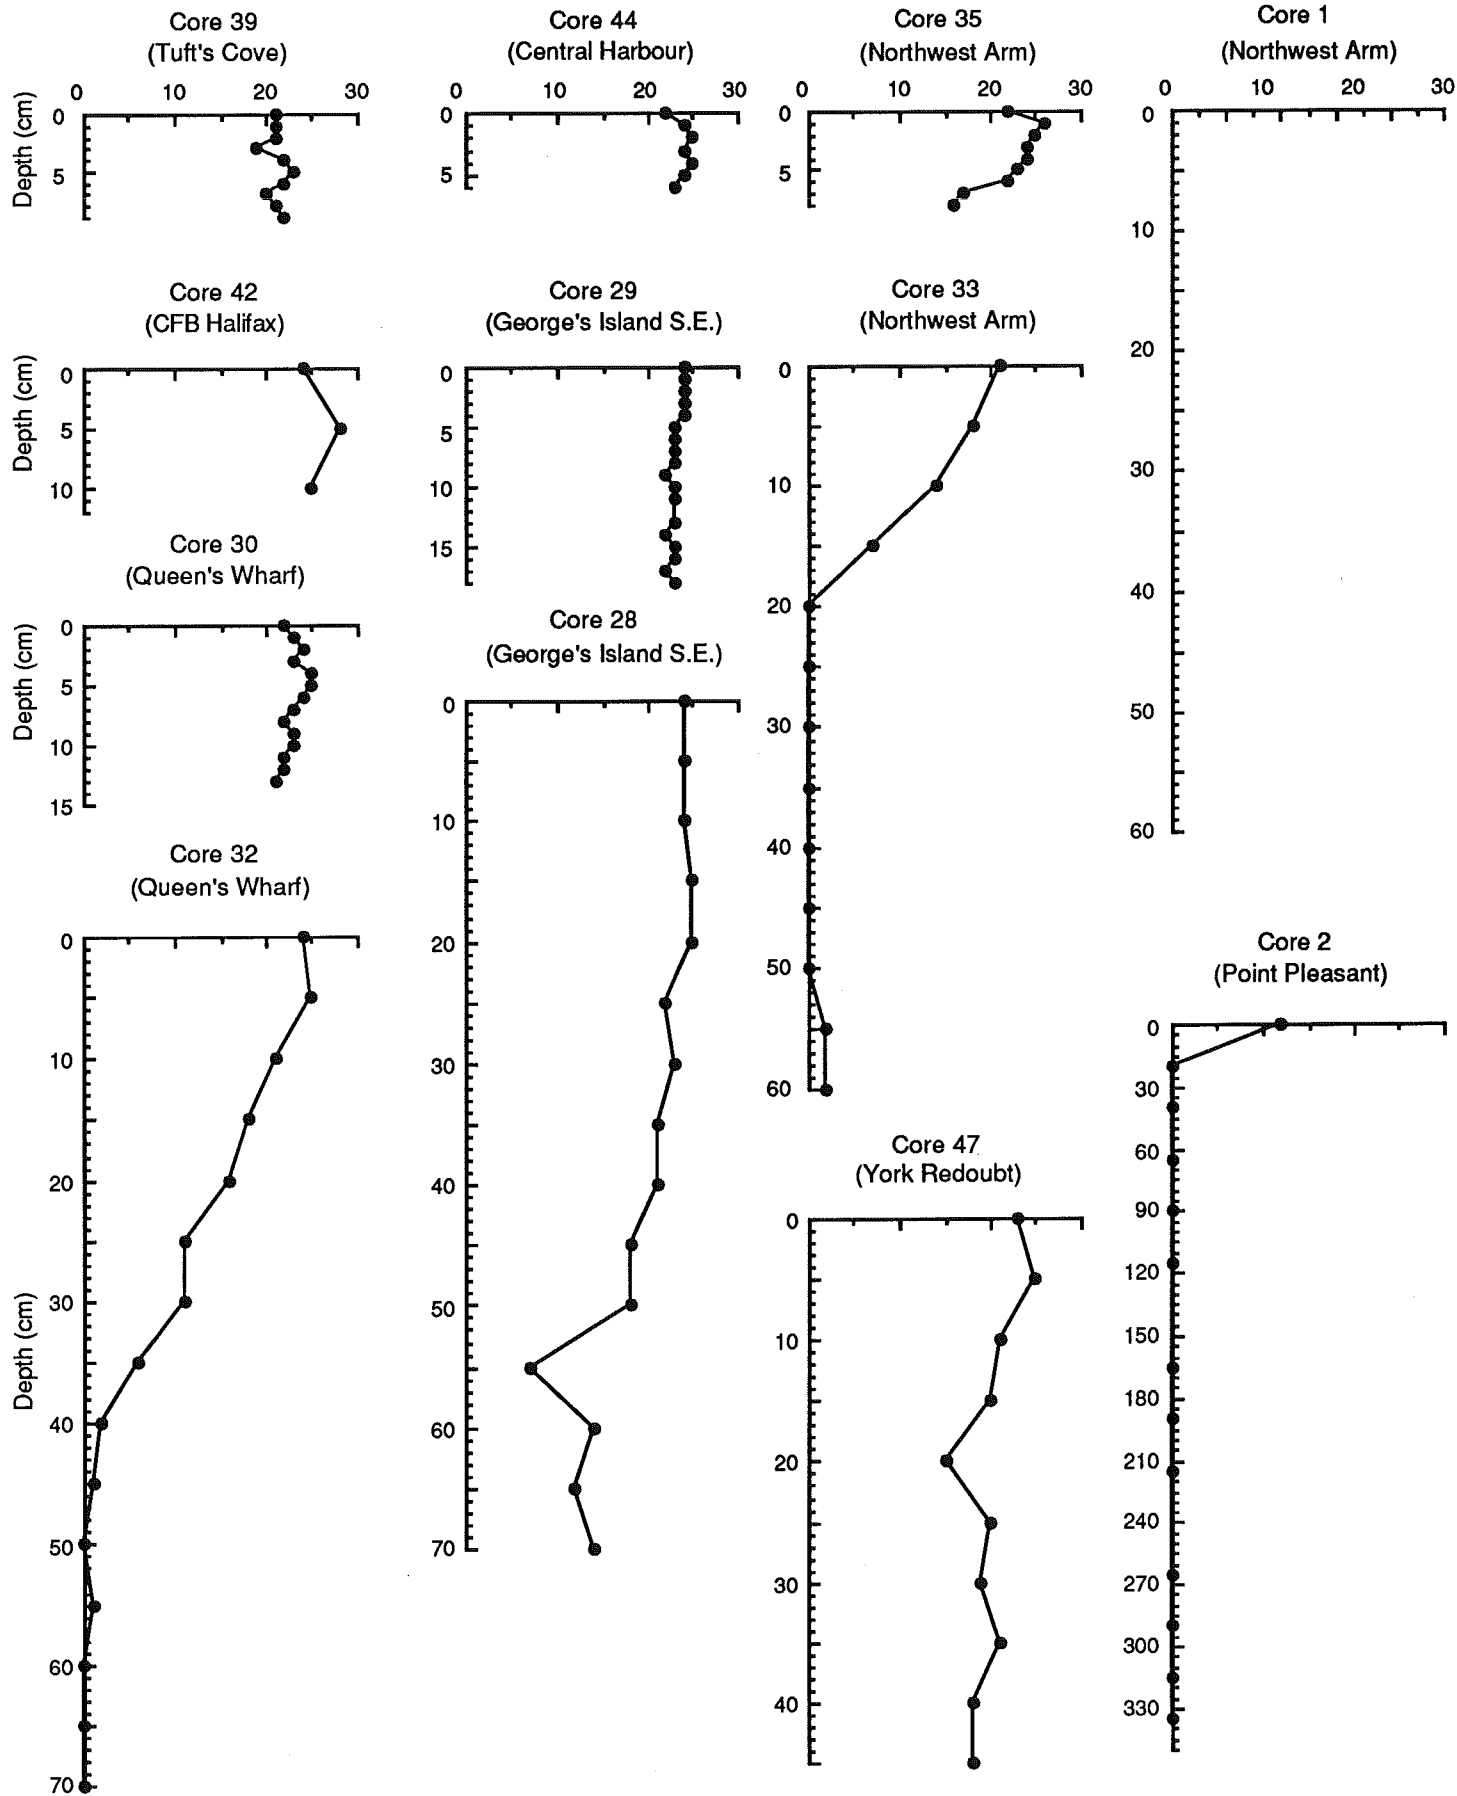 Core 39
(Tuft's Cove)
0 10 20 30
Depth (cm)
0
5
Core 42
(CFB Halifax)
Depth (cm)
0
5
10
Core 30
(Queen's Wharf)
Depth (cm)
0
5
10
15
Core 32
(Queen's Wharf)
Depth (cm)
0
10
20
30
40
50
60
70
Core 44
(Central Harbour)
0 10 20 30
0
5
Core 29
(George's Island S.E.)
0
5
10
15
Core 28
(George's Island S.E.)
0
10
20
30
40
50
60
70
Core 35
(Northwest Arm)
0 10 20 30
0
5
Core 33
(Northwest Arm)
0
10
20
30
40
50
60
Core 47
(York Redoubt)
0
10
20
30
40
Core 1
(Northwest Arm)
0 10 20 30
0
10
20
30
40
50
60
Core 2
(Point Pleasant)
0
30
60
90
120
150
180
210
240
270
300
330